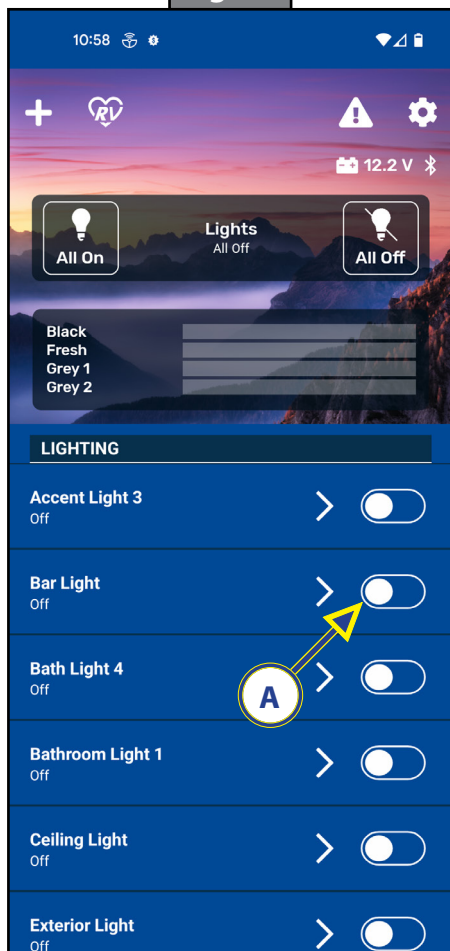 10:58
RV
12.2 V
All On
Lights
All Off
All Off
Black
Fresh
Grey 1
Grey 2
LIGHTING
Accent Light 3
Off
Bar Light
Off
A
Bath Light 4
Off
Bathroom Light 1
Off
Ceiling Light
Off
Exterior Light
Off